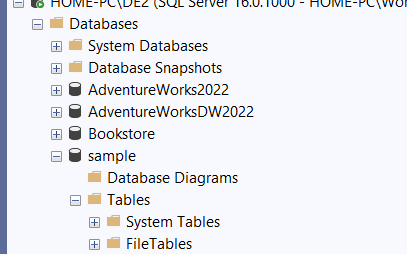 HOME-PC\DE2 (SQL Server 16.0.1000 - HOME-PC\Wor
Databases
System Databases
Database Snapshots
AdventureWorks2022
AdventureWorksDW2022
Bookstore
sample
Database Diagrams
Tables
System Tables
FileTables